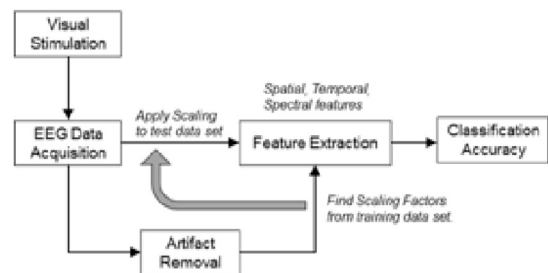 Visual
Stimulation
Spatial, Temporal,
Spectral features
Apply Scaling
to test data set
EEG Data
Acquisition
Feature Extraction
Classification
Accuracy
Find Scaling Factors
from training data set.
Artifact
Removal